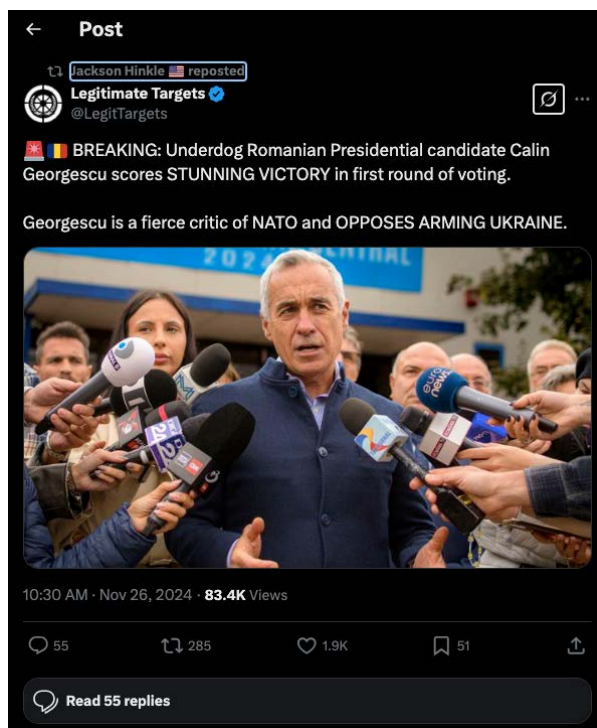 Post
Jackson Hinkle reposted
Legitimate Targets
@LegitTargets
BREAKING: Underdog Romanian Presidential candidate Calin
Georgescu scores STUNNING VICTORY in first round of voting.
Georgescu is a fierce critic of NATO and OPPOSES ARMING UKRAINE.
2024
euro
news
24
10:30 AM · Nov 26, 2024 · 83.4K Views
55
285
1.9K
51
Read 55 replies